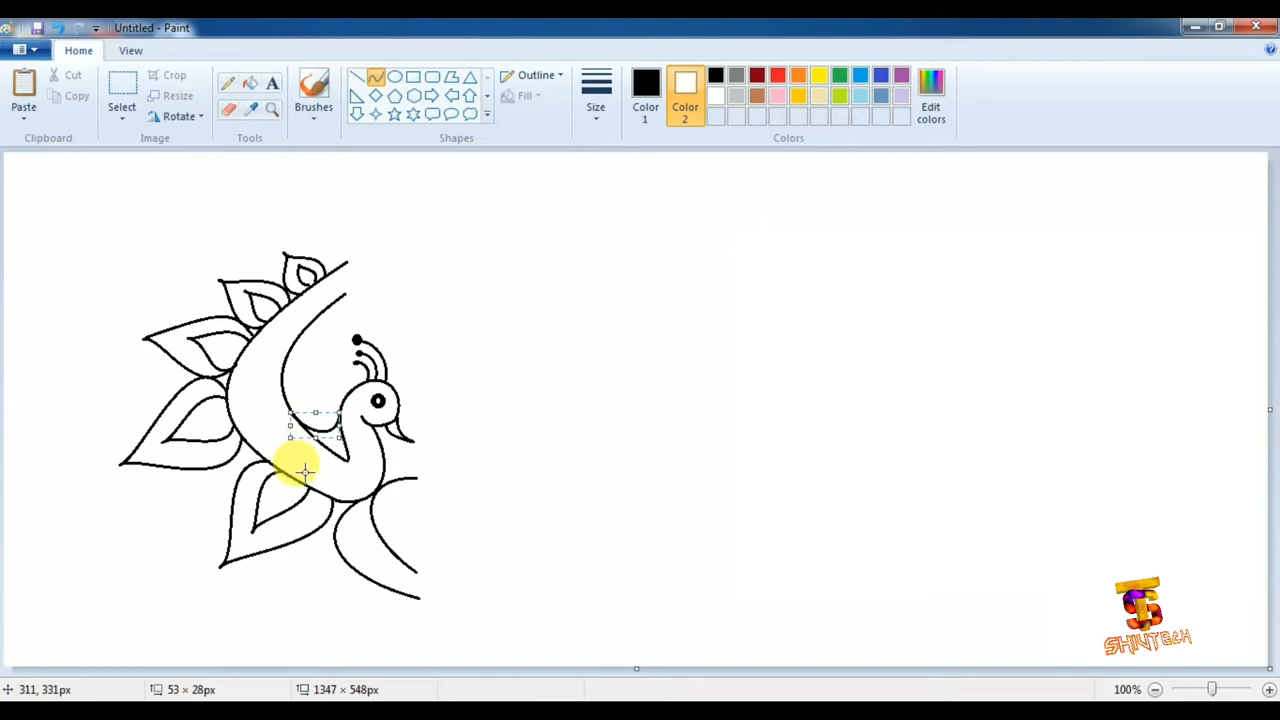 Untitled - Paint
Home View
Paste
Cut
Copy
Clipboard
Select
Crop
Resize
Rotate
Image
Tools
Brushes
Shapes
Outline
Fill
Size
Color
1
Color
2
Colors
Edit
colors
SHIVTECH
311, 331px
53 × 28px
1347 × 548px
100%